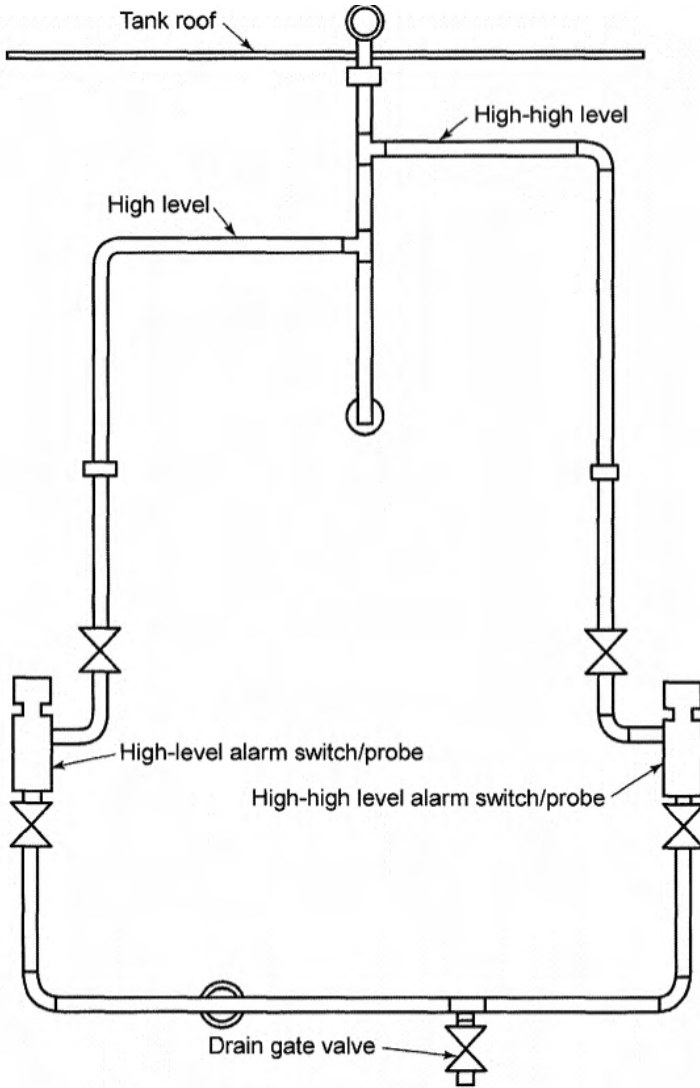 Tank roof
High-high level
High level
High-level alarm switch/probe
High-high level alarm switch/probe
Drain gate valve